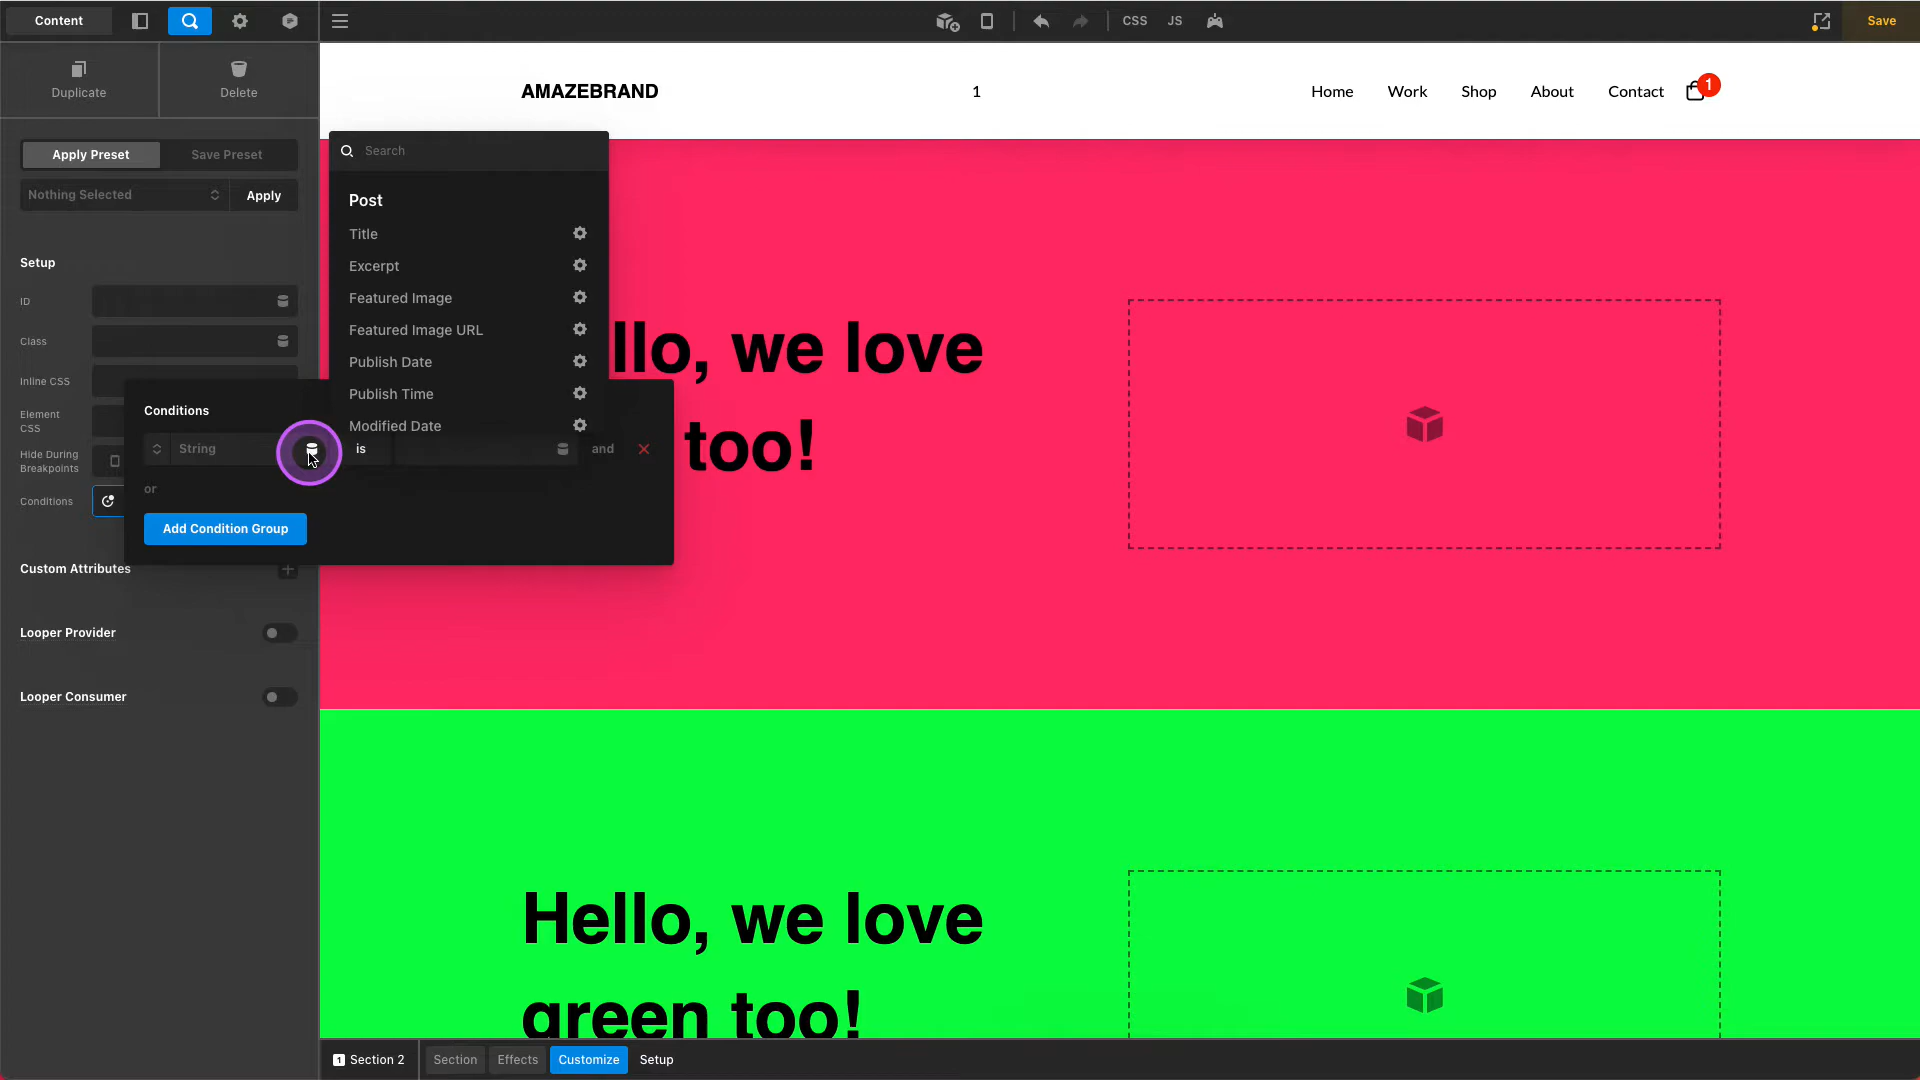 Content
CSS
JS
Save
Duplicate
Delete
Apply Preset
Save Preset
Nothing Selected
Apply
Setup
ID
Class
Inline CSS
Element
CSS
Hide During
Breakpoints
Conditions
Custom Attributes
Looper Provider
Looper Consumer
Search
Post
Title
Excerpt
Featured Image
Featured Image URL
Publish Date
Publish Time
Modified Date
Conditions
String
is
and
or
Add Condition Group
AMAZEBRAND
1
Home
Work
Shop
About
Contact
1
llo, we love
too!
Hello, we love
green too!
1
Section 2
Section
Effects
Customize
Setup